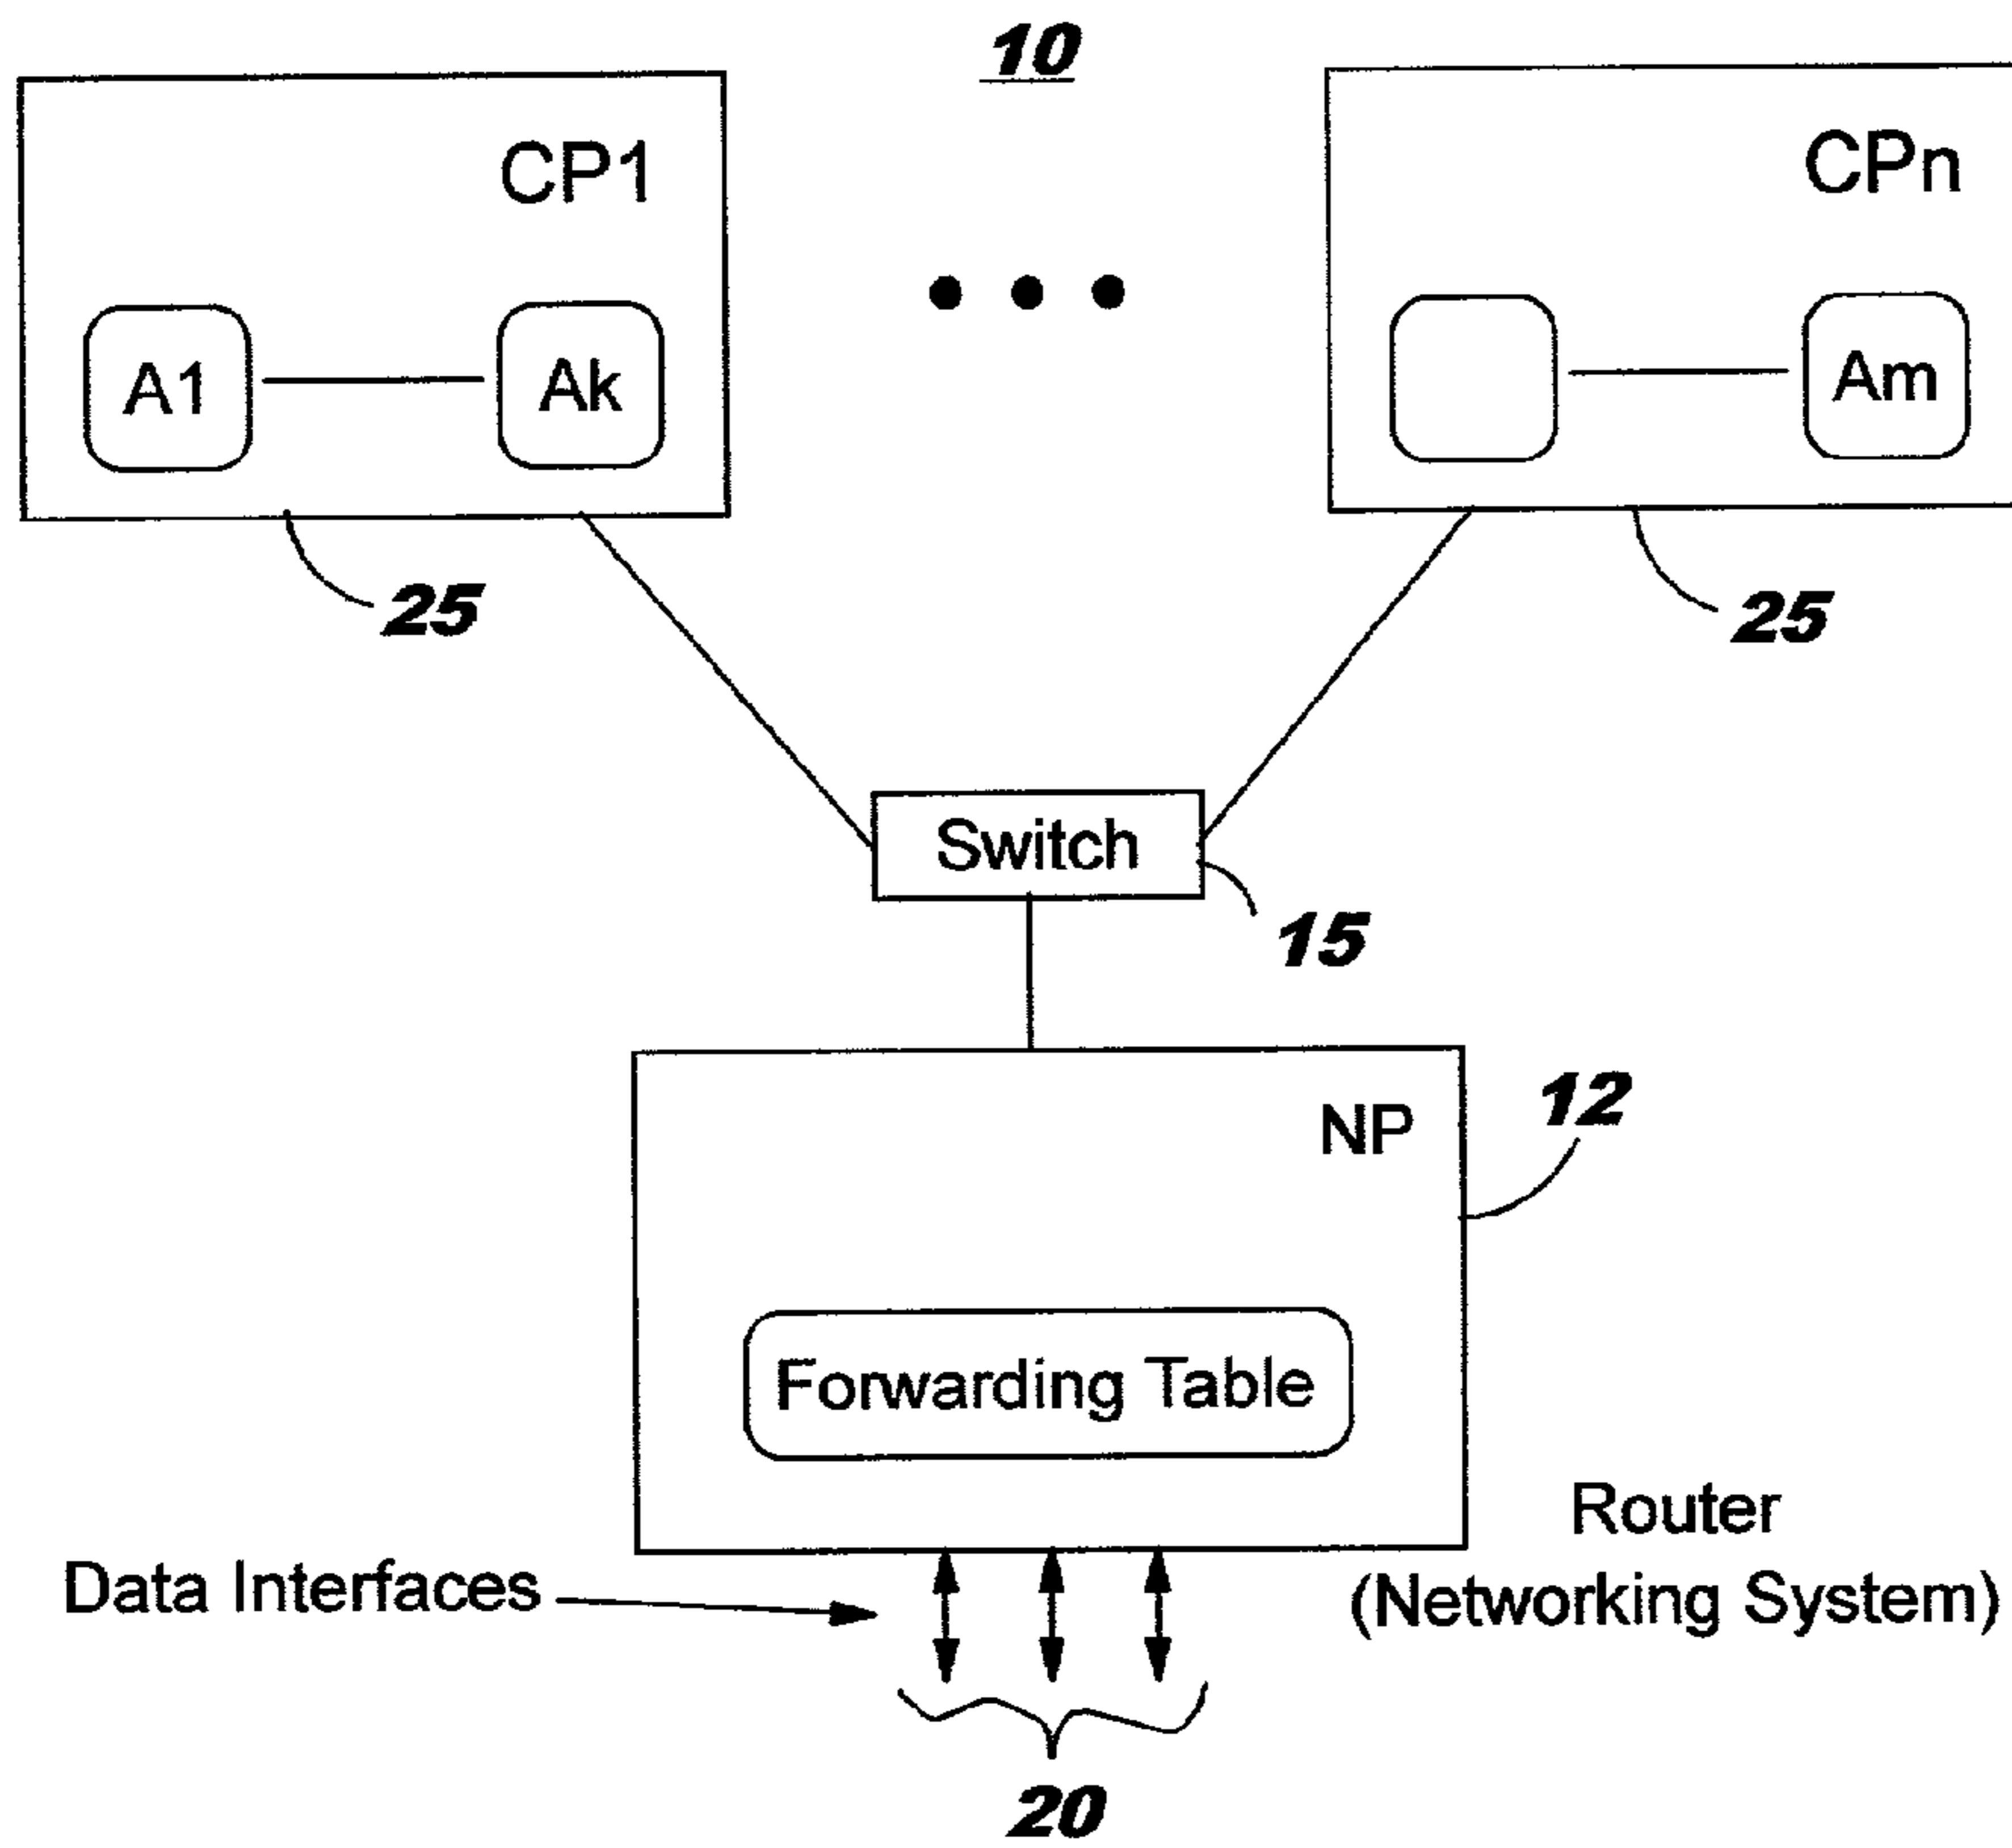 10
CP1
CPn
A1
Ak
Am
25
25
Switch
15
NP
12
Forwarding Table
Router
(Networking System)
Data Interfaces
20